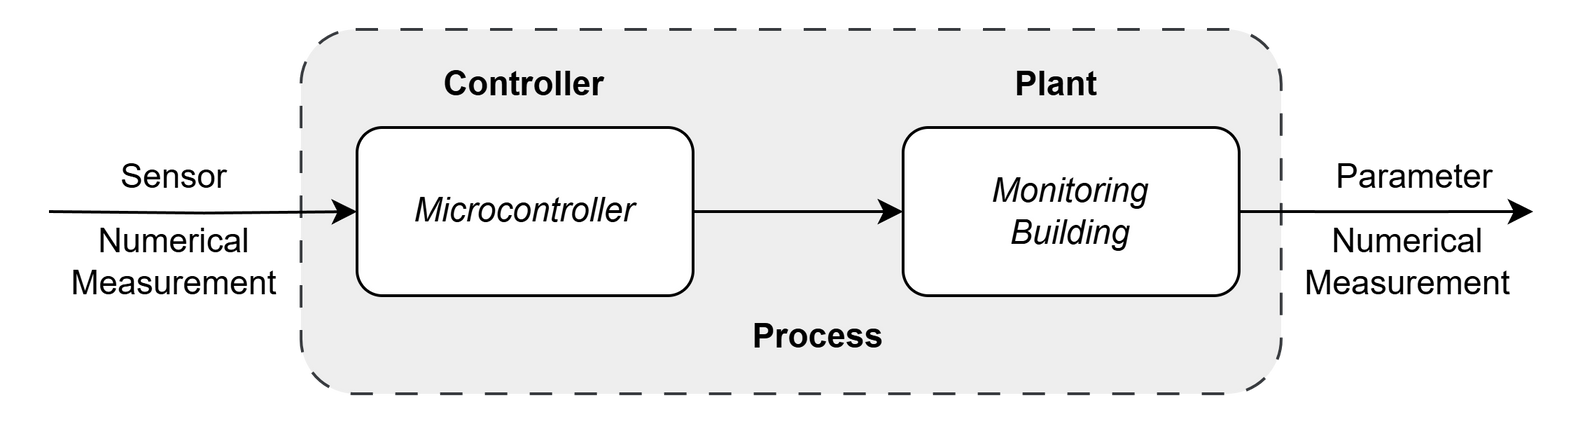 Controller
Plant
Sensor
Numerical
Measurement
Microcontroller
Monitoring
Building
Parameter
Numerical
Measurement
Process